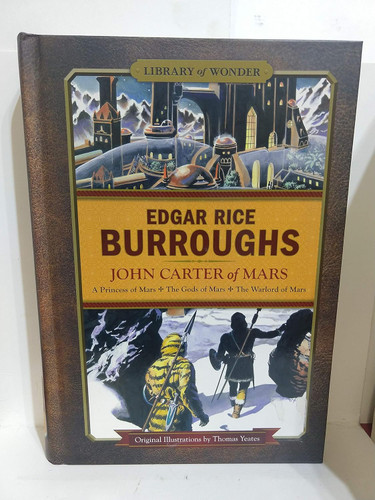 LIBRARY of WONDER
EDGAR RICE
BURROUGHS
JOHN CARTER of MARS
A Princess of Mars ✦ The Gods of Mars ✦ The Warlord of Mars
Original Illustrations by Thomas Yeates